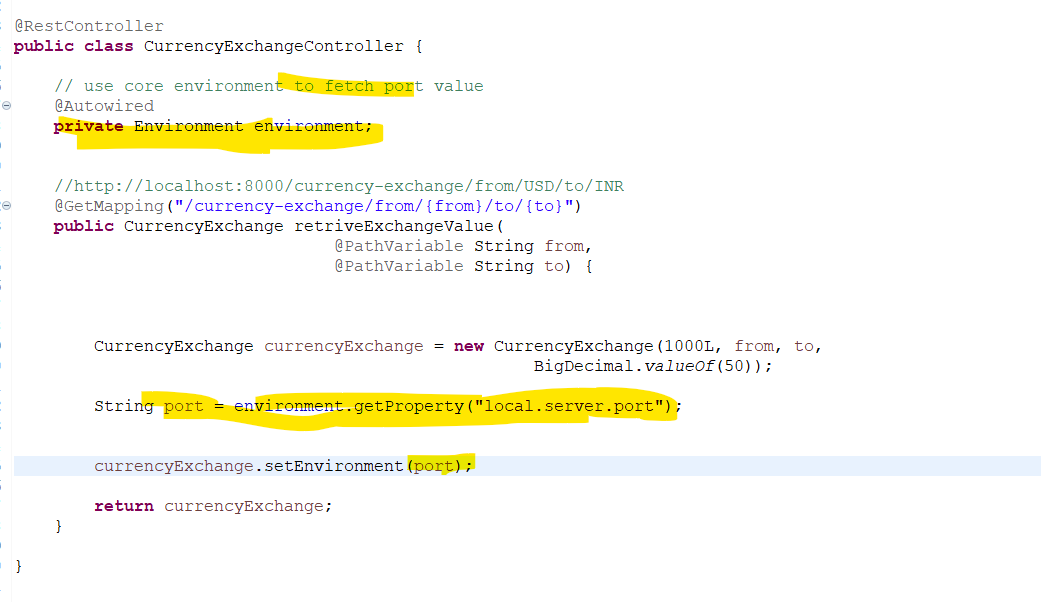 @RestController
public class CurrencyExchangeController {
// use core environment to fetch port value
@Autowired
private Environment environment;
//http://localhost:8000/currency-exchange/from/USD/to/INR
@GetMapping("/currency-exchange/from/{from}/to/{to}")
public CurrencyExchange retriveExchangeValue(
@PathVariable String from,
@PathVariable String to) {
CurrencyExchange currencyExchange = new CurrencyExchange(1000L, from, to,
BigDecimal.valueOf(50));
String port = environment.getProperty("local.server.port");
currencyExchange.setEnvironment(port);
return currencyExchange;
}
}